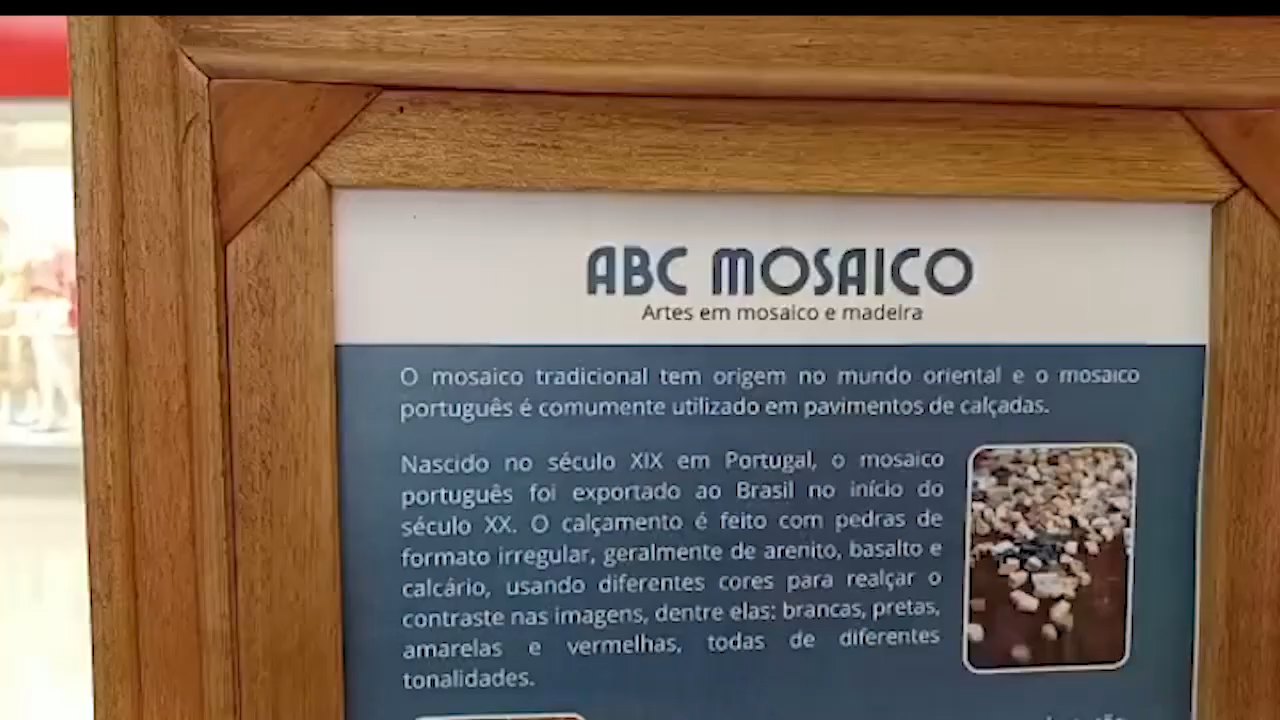 ABC MOSAICO
Artes em mosaico e madeira
O mosaico tradicional tem origem no mundo oriental e o mosaico
português é comumente utilizado em pavimentos de calçadas.
Nascido no século XIX em Portugal, o mosaico
português foi exportado ao Brasil no início do
século XX. O calçamento é feito com pedras de
formato irregular, geralmente de arenito, basalto e
calcário, usando diferentes cores para realçar o
contraste nas imagens, dentre elas: brancas, pretas,
amarelas e vermelhas, todas de diferentes
tonalidades.